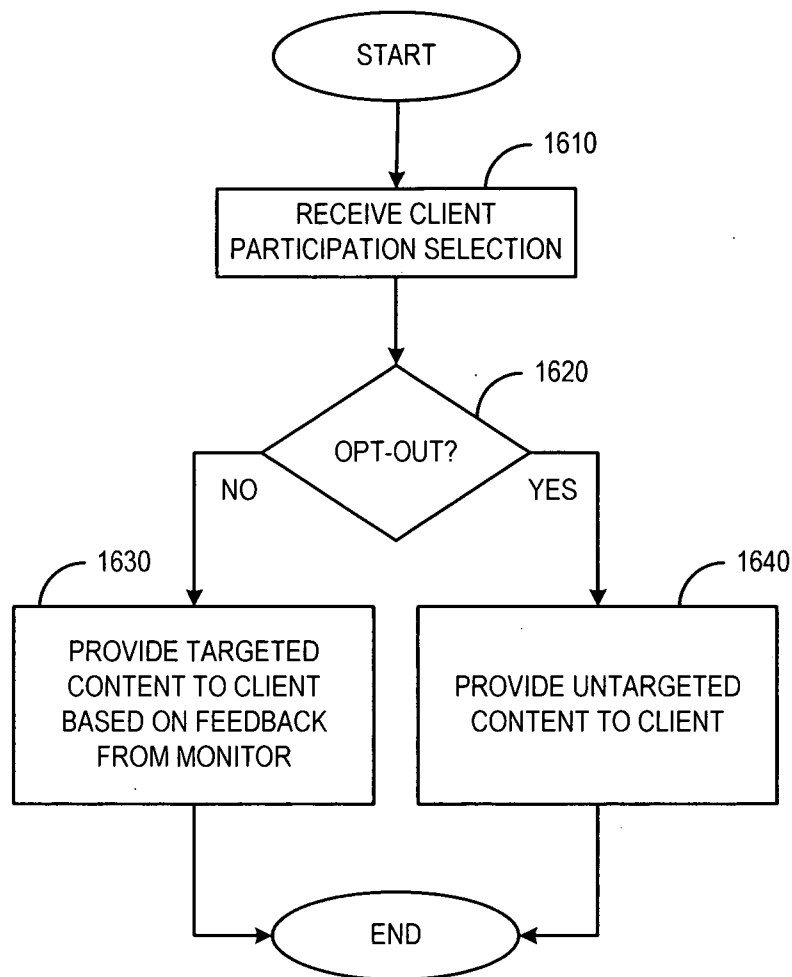 START
1610
RECEIVE CLIENT
PARTICIPATION SELECTION
1620
OPT-OUT?
NO
YES
1630
PROVIDE TARGETED
CONTENT TO CLIENT
BASED ON FEEDBACK
FROM MONITOR
1640
PROVIDE UNTARGETED
CONTENT TO CLIENT
END